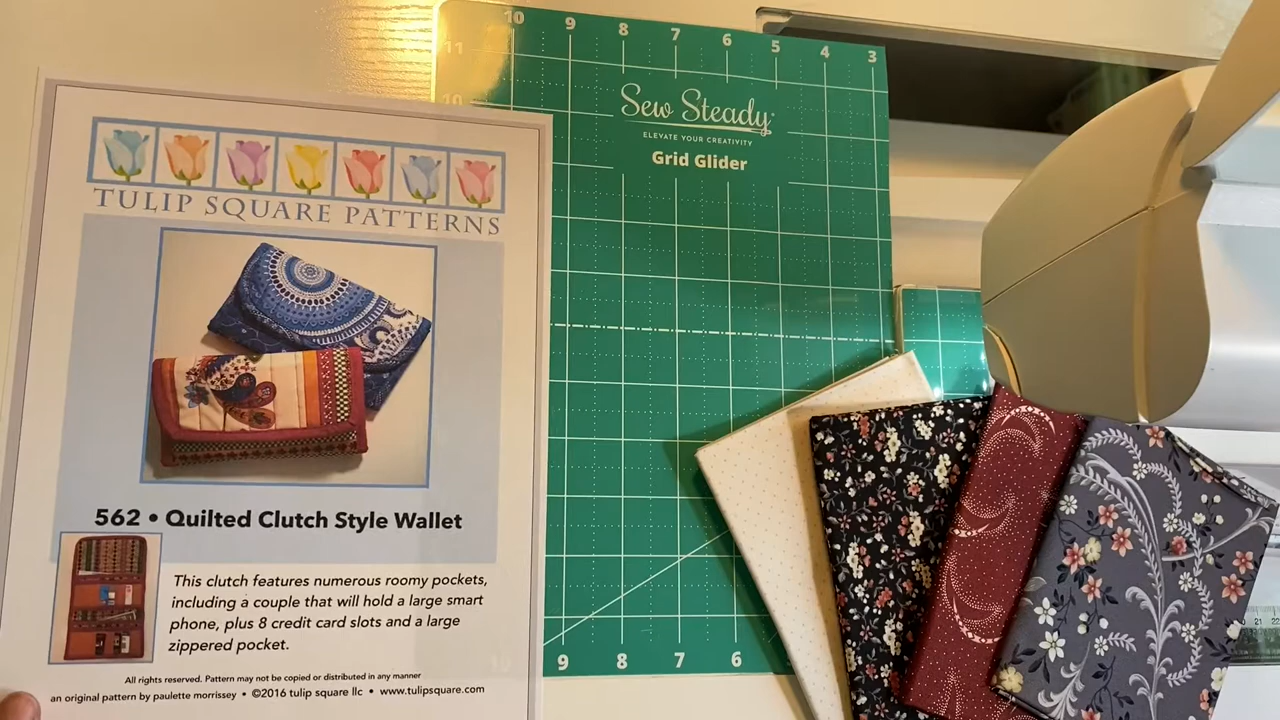 TULIP SQUARE PATTERNS
562 • Quilted Clutch Style Wallet
This clutch features numerous roomy pockets,
including a couple that will hold a large smart
phone, plus 8 credit card slots and a large
zippered pocket.
All rights reserved. Pattern may not be copied or distributed in any manner
an original pattern by paulette morrissey • ©2016 tulip square llc • www.tulipsquare.com
10 9 8 7 6 5 4 3
11
10
Sew Steady
ELEVATE YOUR CREATIVITY
Grid Glider
9 8 7 6
21 22